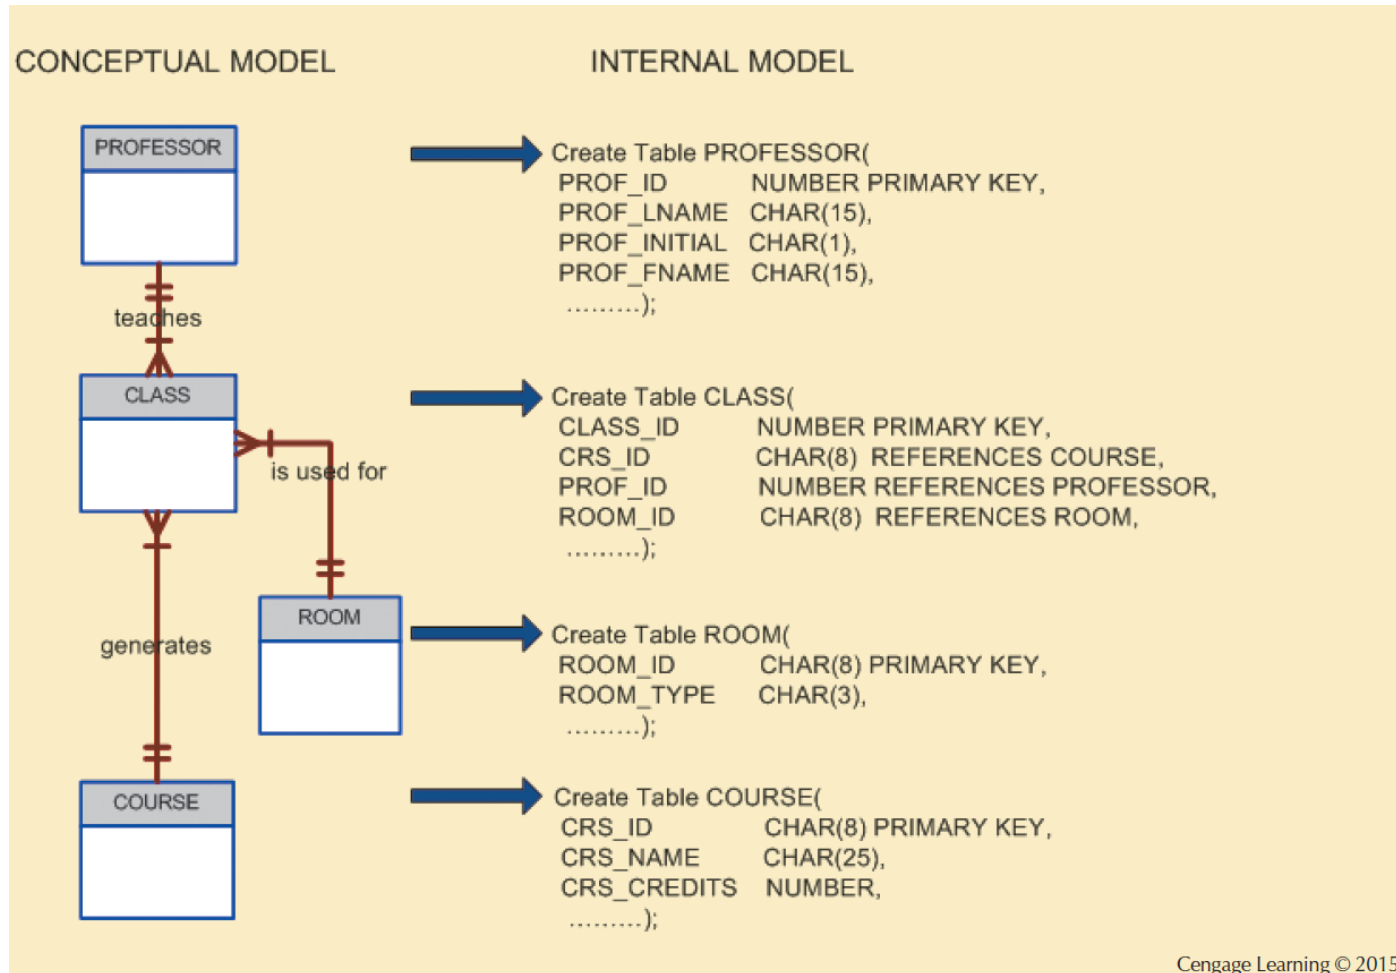 CONCEPTUAL MODEL
INTERNAL MODEL
PROFESSOR
teaches
CLASS
is used for
generates
ROOM
COURSE
Create Table PROFESSOR(
PROF_ID NUMBER PRIMARY KEY,
PROF_LNAME CHAR(15),
PROF_INITIAL CHAR(1),
PROF_FNAME CHAR(15),
.........);
Create Table CLASS(
CLASS_ID NUMBER PRIMARY KEY,
CRS_ID CHAR(8) REFERENCES COURSE,
PROF_ID NUMBER REFERENCES PROFESSOR,
ROOM_ID CHAR(8) REFERENCES ROOM,
.........);
Create Table ROOM(
ROOM_ID CHAR(8) PRIMARY KEY,
ROOM_TYPE CHAR(3),
.........);
Create Table COURSE(
CRS_ID CHAR(8) PRIMARY KEY,
CRS_NAME CHAR(25),
CRS_CREDITS NUMBER,
.........);
Cengage Learning © 2015